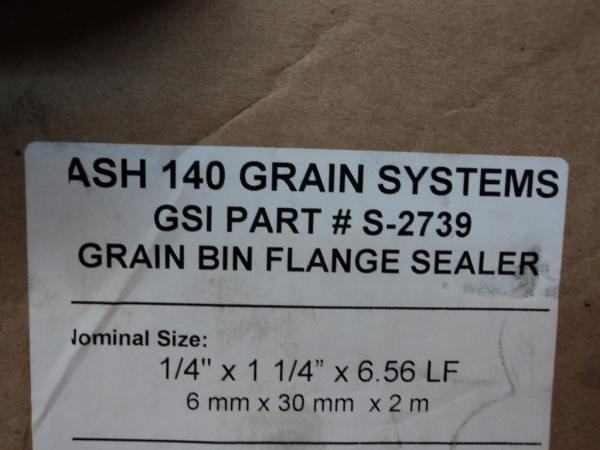 ASH 140 GRAIN SYSTEMS
GSI PART # S-2739
GRAIN BIN FLANGE SEALER
Nominal Size:
1/4" x 1 1/4” x 6.56 LF
6 mm x 30 mm x 2 m